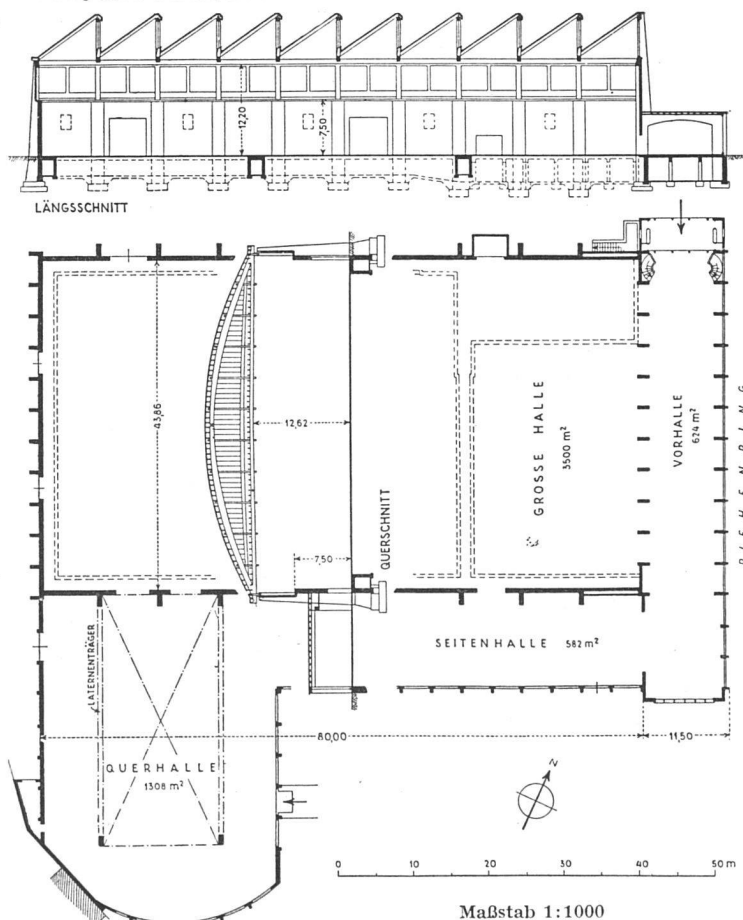 12,20
7,50
LÄNGSSCHNITT
43,86
12,62
7,50
QUERSCHNITT
GROSSE HALLE
3500 m²
VORHALLE
624 m²
RIEHENRING
SEITENHALLE 582 m²
LATERNENTRÄGER
80,00
11,50
QUERHALLE
1308 m²
N
0 10 20 30 40 50 m
Maßstab 1:1000